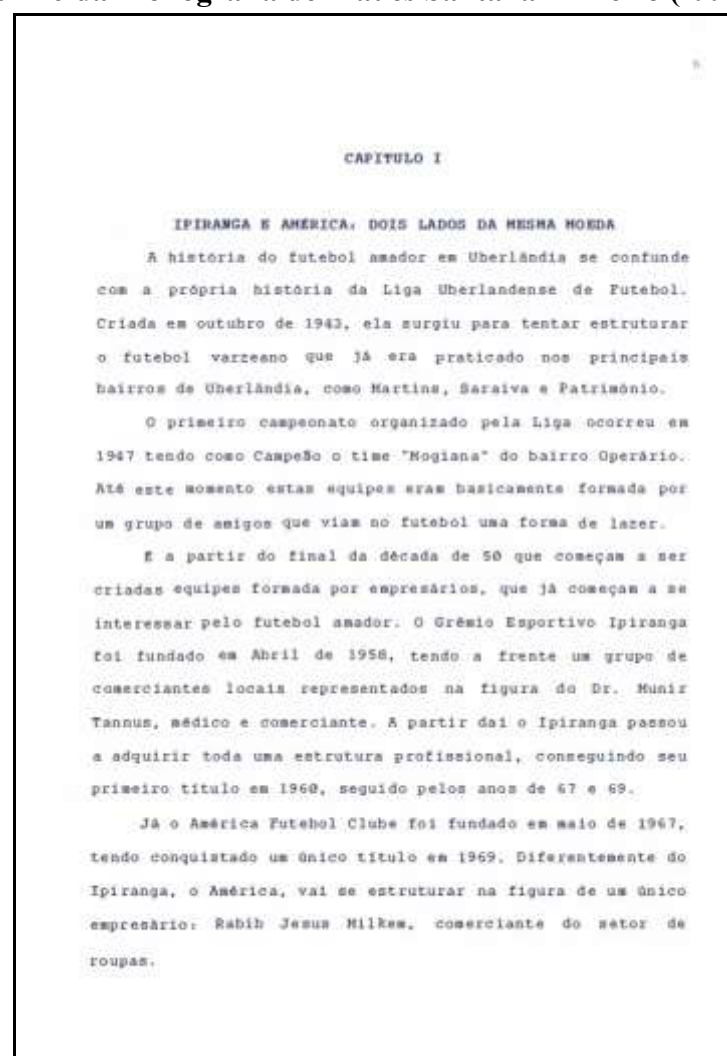 CAPITULO I
IPIRANGA E AMÉRICA: DOIS LADOS DA MESMA MOEDA
A história do futebol amador em Uberlândia se confunde
com a própria história da Liga Uberlandense de Futebol.
Criada em outubro de 1943, ela surgiu para tentar estruturar
o futebol varzeano que já era praticado nos principais
bairros de Uberlândia, como Martins, Saraiva e Patrimônio.
O primeiro campeonato organizado pela Liga ocorreu em
1947 tendo como Campeão o time "Mogiana" do bairro Operário.
Até este momento estas equipes eram basicamente formada por
um grupo de amigos que viam no futebol uma forma de lazer.
É a partir do final da década de 50 que começam a ser
criadas equipes formada por empresários, que já começam a se
interessar pelo futebol amador. O Grêmio Esportivo Ipiranga
foi fundado em Abril de 1958, tendo a frente um grupo de
comerciantes locais representados na figura do Dr. Munir
Tannus, médico e comerciante. A partir dai o Ipiranga passou
a adquirir toda uma estrutura profissional, conseguindo seu
primeiro título em 1960, seguido pelos anos de 67 e 69.
Já o América Futebol Clube foi fundado em maio de 1967,
tendo conquistado um único título em 1969. Diferentemente do
Ipiranga, o América, vai se estruturar na figura de um único
empresário: Rabib Jesus Milkem, comerciante do setor de
roupas.